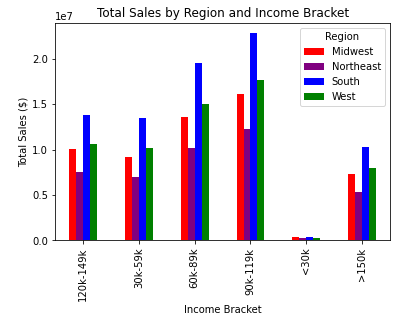 Total Sales by Region and Income Bracket
1e7
Region
Midwest
Northeast
South
West
Total Sales ($)
2.0
1.5
1.0
0.5
0.0
120k-149k
30k-59k
60k-89k
90k-119k
<30k
>150k
Income Bracket